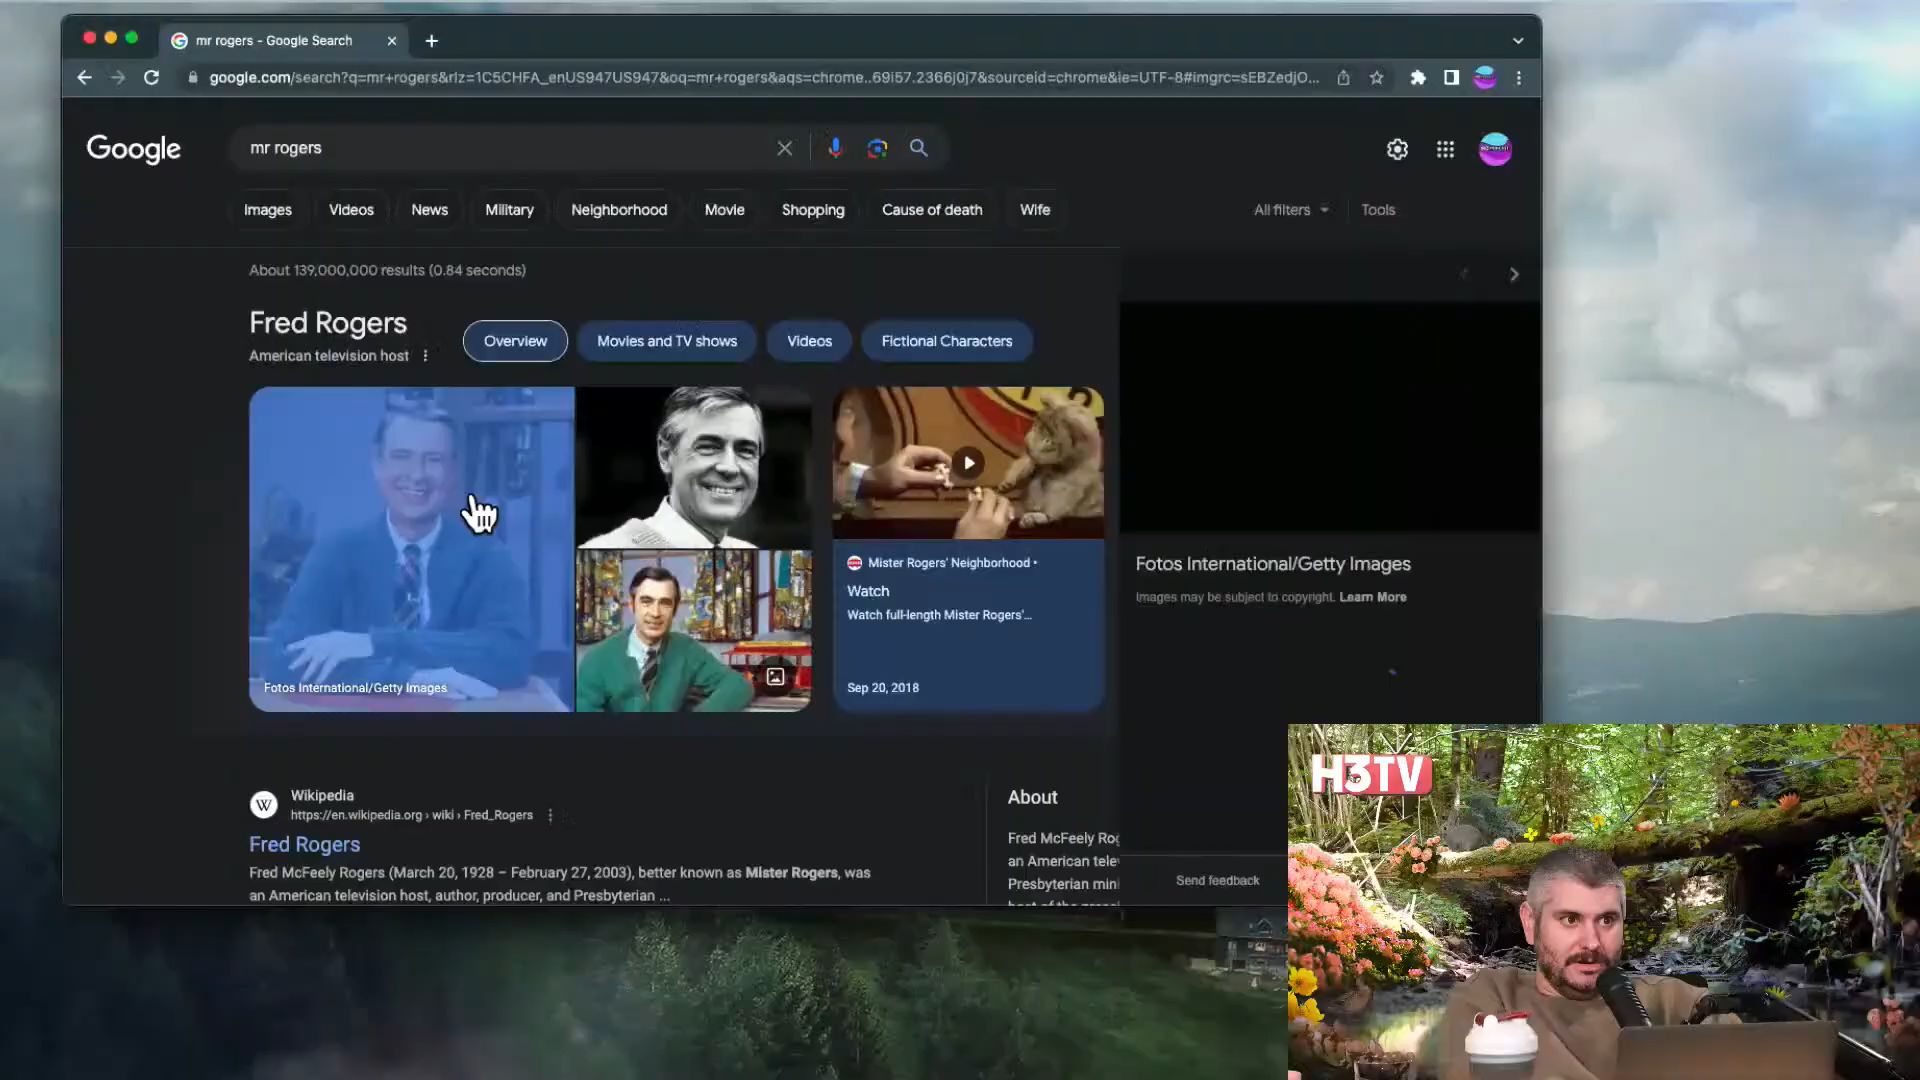 mr rogers - Google Search
google.com/search?q=mr+rogers&rlz=1C5CHFA_enUS947US947&oq=mr+rogers&aqs=chrome..69i57.2366j0j7&sourceid=chrome&ie=UTF-8#imgrc=sEBZedjO...
Google
mr rogers
Images Videos News Military Neighborhood Movie Shopping Cause of death Wife All filters Tools
About 139,000,000 results (0.84 seconds)
Fred Rogers
American television host
Overview Movies and TV shows Videos Fictional Characters
Fotos International/Getty Images
Mister Rogers' Neighborhood •
Watch
Watch full-length Mister Rogers'...
Sep 20, 2018
Fotos International/Getty Images
Images may be subject to copyright. Learn More
Wikipedia
https://en.wikipedia.org › wiki › Fred_Rogers
Fred Rogers
Fred McFeely Rogers (March 20, 1928 – February 27, 2003), better known as Mister Rogers, was
an American television host, author, producer, and Presbyterian ...
About
Fred McFeely
an American
Presbyterian
Send feedback
H3TV